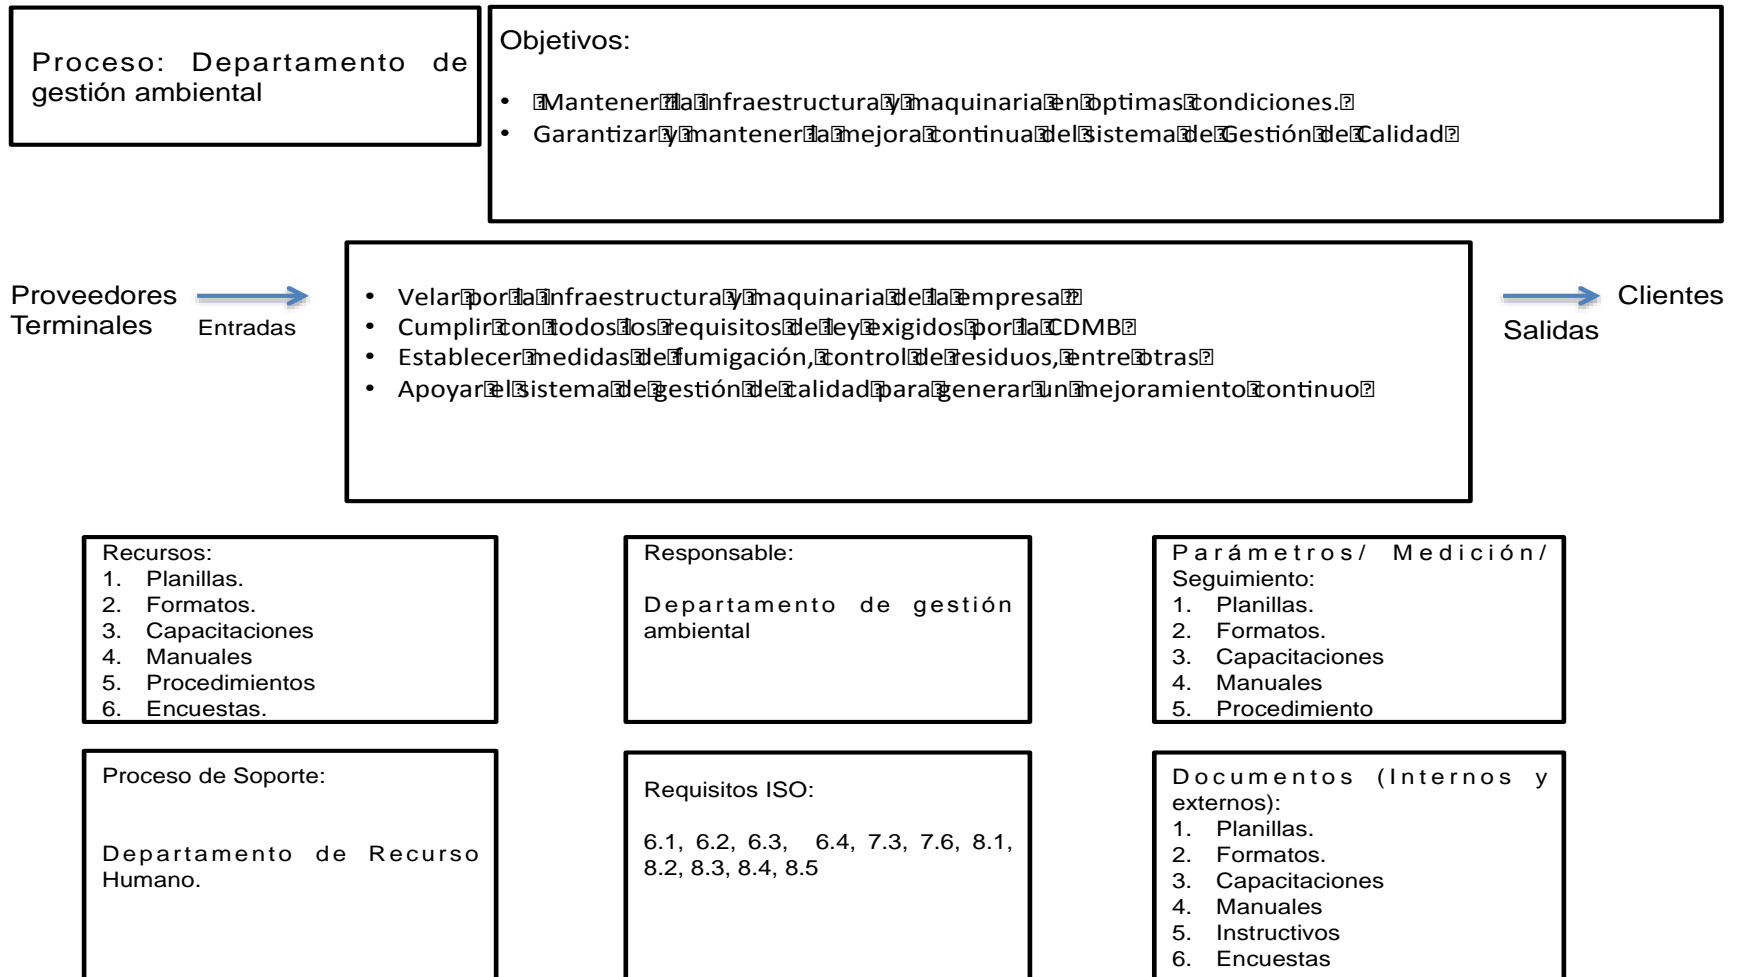 Proceso: Departamento de
gestión ambiental
Objetivos:
• Mantener la infraestructura y maquinaria en optimas condiciones.
• Garantizar y mantener la mejora continua del sistema de Gestión de Calidad
Proveedores
Terminales
Entradas
• Velar por la infraestructura y maquinaria de la empresa
• Cumplir con todos los requisitos de ley exigidos por la CDMB
• Establecer medidas de fumigación, control de residuos, entre otras
• Apoyar el sistema de gestión de calidad para generar un mejoramiento continuo
Clientes
Salidas
Recursos:
1. Planillas.
2. Formatos.
3. Capacitaciones
4. Manuales
5. Procedimientos
6. Encuestas.
Responsable:
Departamento de gestión
ambiental
Parámetros/ Medición/
Seguimiento:
1. Planillas.
2. Formatos.
3. Capacitaciones
4. Manuales
5. Procedimiento
Proceso de Soporte:
Departamento de Recurso
Humano.
Requisitos ISO:
6.1, 6.2, 6.3, 6.4, 7.3, 7.6, 8.1,
8.2, 8.3, 8.4, 8.5
Documentos (Internos y
externos):
1. Planillas.
2. Formatos.
3. Capacitaciones
4. Manuales
5. Instructivos
6. Encuestas